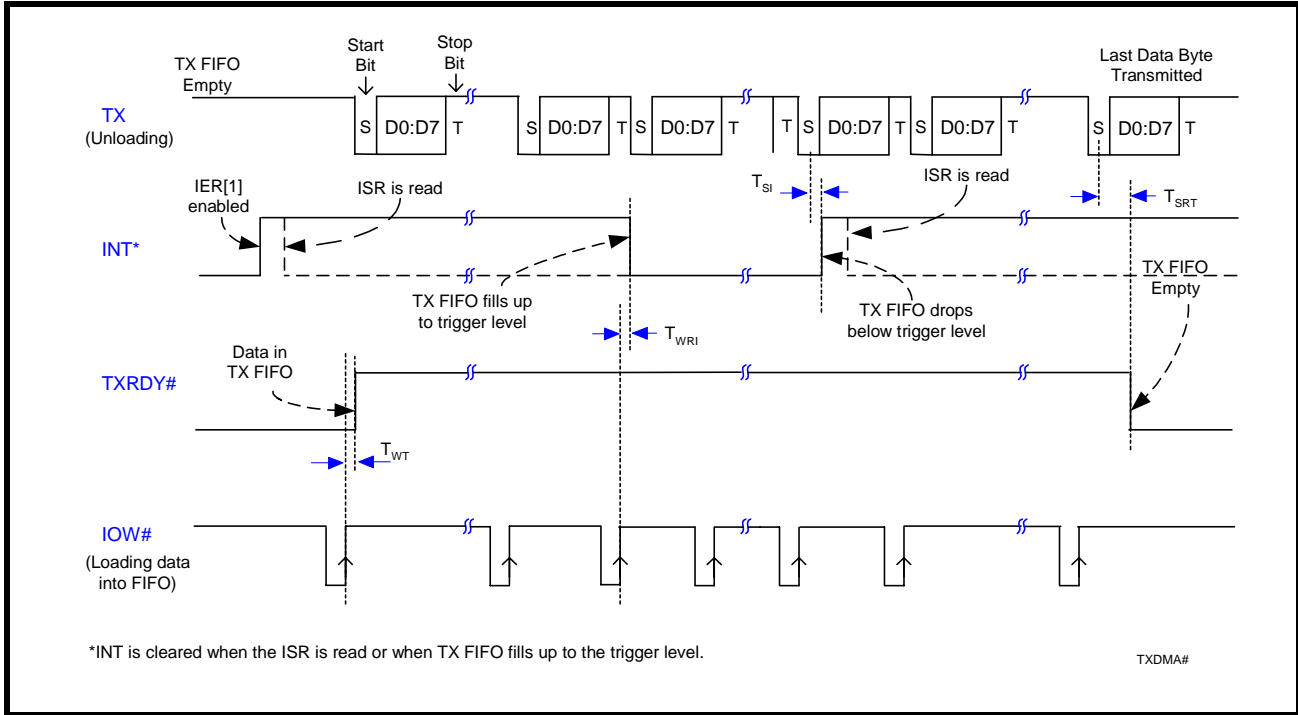 TX FIFO
Empty
Start
Bit
Stop
Bit
Last Data Byte
Transmitted
TX
(Unloading)
S D0:D7 T S D0:D7 T S D0:D7 T T S D0:D7 T S D0:D7 T S D0:D7 T
IER[1]
enabled
ISR is read
TSI
ISR is read
TSRT
INT*
TX FIFO fills up
to trigger level
TX FIFO drops
below trigger level
TX FIFO
Empty
TWRI
Data in
TX FIFO
TXRDY#
TWT
IOW#
(Loading data
into FIFO)
*INT is cleared when the ISR is read or when TX FIFO fills up to the trigger level.
TXDMA#